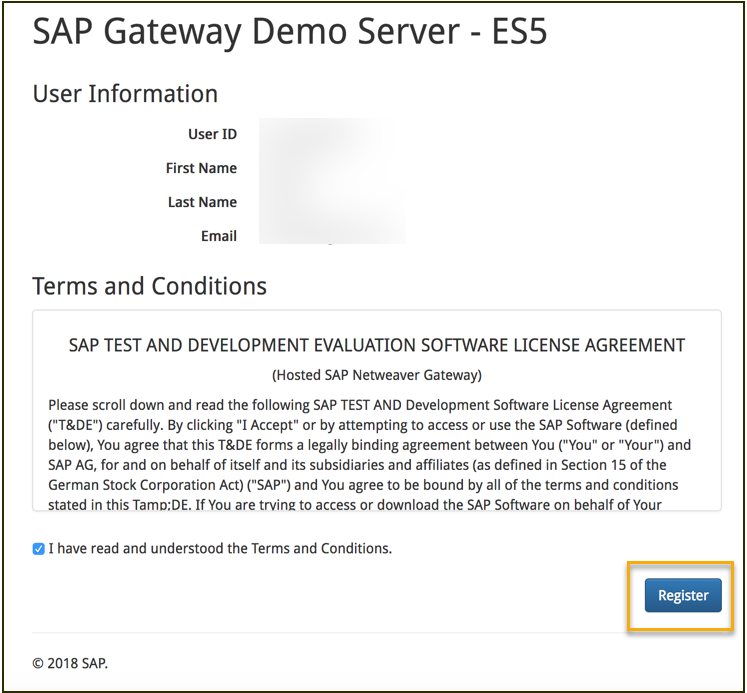 SAP Gateway Demo Server - ES5
User Information
User ID
First Name
Last Name
Email
Terms and Conditions
SAP TEST AND DEVELOPMENT EVALUATION SOFTWARE LICENSE AGREEMENT
(Hosted SAP Netweaver Gateway)
Please scroll down and read the following SAP TEST AND Development Software License Agreement
("T&DE") carefully. By clicking "I Accept" or by attempting to access or use the SAP Software (defined
below), You agree that this T&DE forms a legally binding agreement between You ("You" or "Your") and
SAP AG, for and on behalf of itself and its subsidiaries and affiliates (as defined in Section 15 of the
German Stock Corporation Act) ("SAP") and You agree to be bound by all of the terms and conditions
stated in this Tamp;DE. If You are trying to access or download the SAP Software on behalf of Your
I have read and understood the Terms and Conditions.
Register
© 2018 SAP.